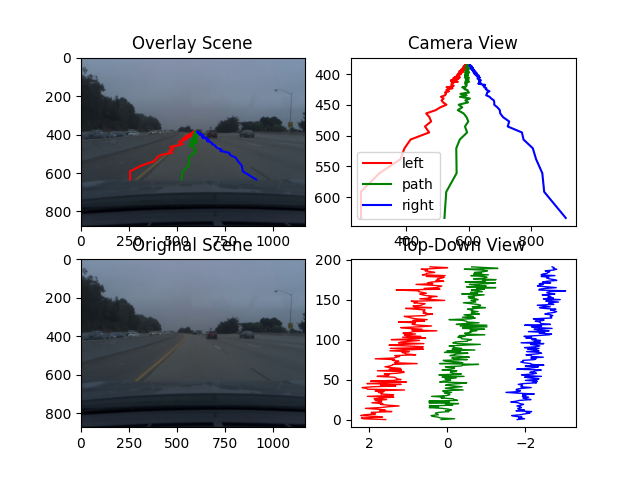 Overlay Scene
0
200
400
600
800
0 250 500 750 1000
Camera View
400
450
500
550
600
400 600 800
left
path
right
Original Scene
0
200
400
600
800
0 250 500 750 1000
Top-Down View
200
150
100
50
0
2 0 −2